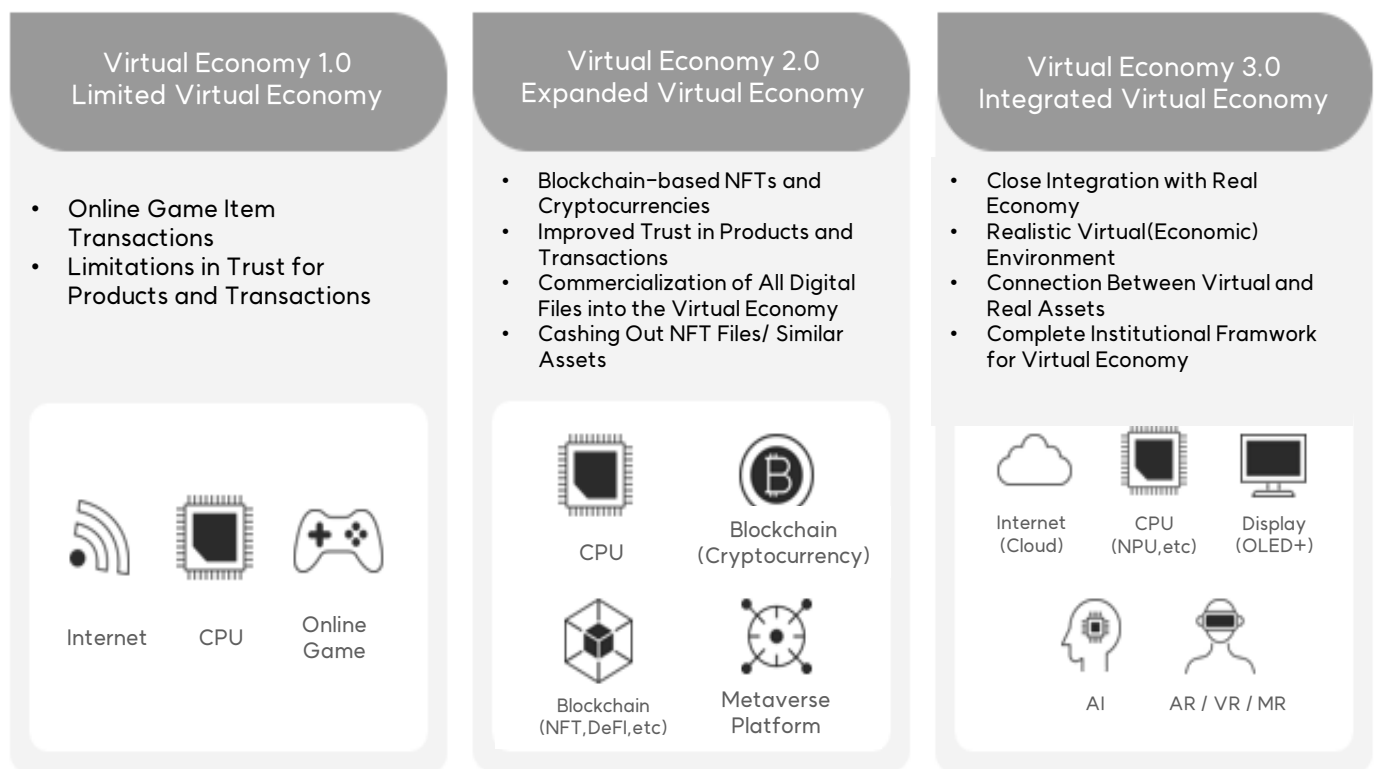 Virtual Economy 1.0
Limited Virtual Economy
• Online Game Item
Transactions
• Limitations in Trust for
Products and Transactions
Internet
CPU
Online
Game
Virtual Economy 2.0
Expanded Virtual Economy
• Blockchain-based NFTs and
Cryptocurrencies
• Improved Trust in Products and
Transactions
• Commercialization of All Digital
Files into the Virtual Economy
• Cashing Out NFT Files/ Similar
Assets
CPU
Blockchain
(Cryptocurrency)
Blockchain
(NFT,DeFI,etc)
Metaverse
Platform
Virtual Economy 3.0
Integrated Virtual Economy
• Close Integration with Real
Economy
• Realistic Virtual(Economic)
Environment
• Connection Between Virtual and
Real Assets
• Complete Institutional Framwork
for Virtual Economy
Internet
(Cloud)
CPU
(NPU,etc)
Display
(OLED+)
AI
AR / VR / MR